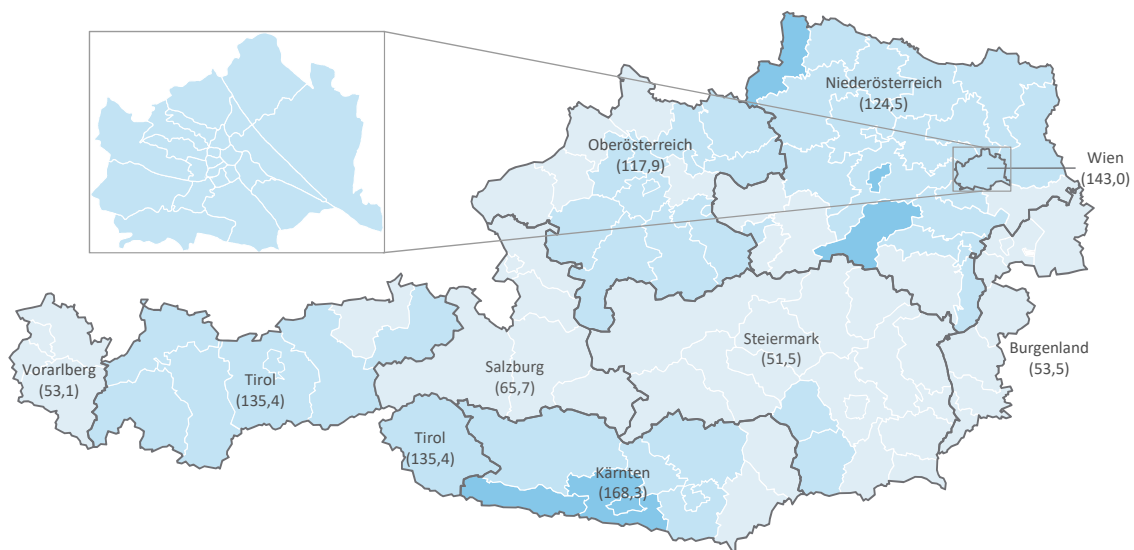 Niederösterreich
(124,5)
Oberösterreich
(117,9)
Wien
(143,0)
Steiermark
(51,5)
Burgenland
(53,5)
Salzburg
(65,7)
Vorarlberg
(53,1)
Tirol
(135,4)
Tirol
(135,4)
Kärnten
(168,3)